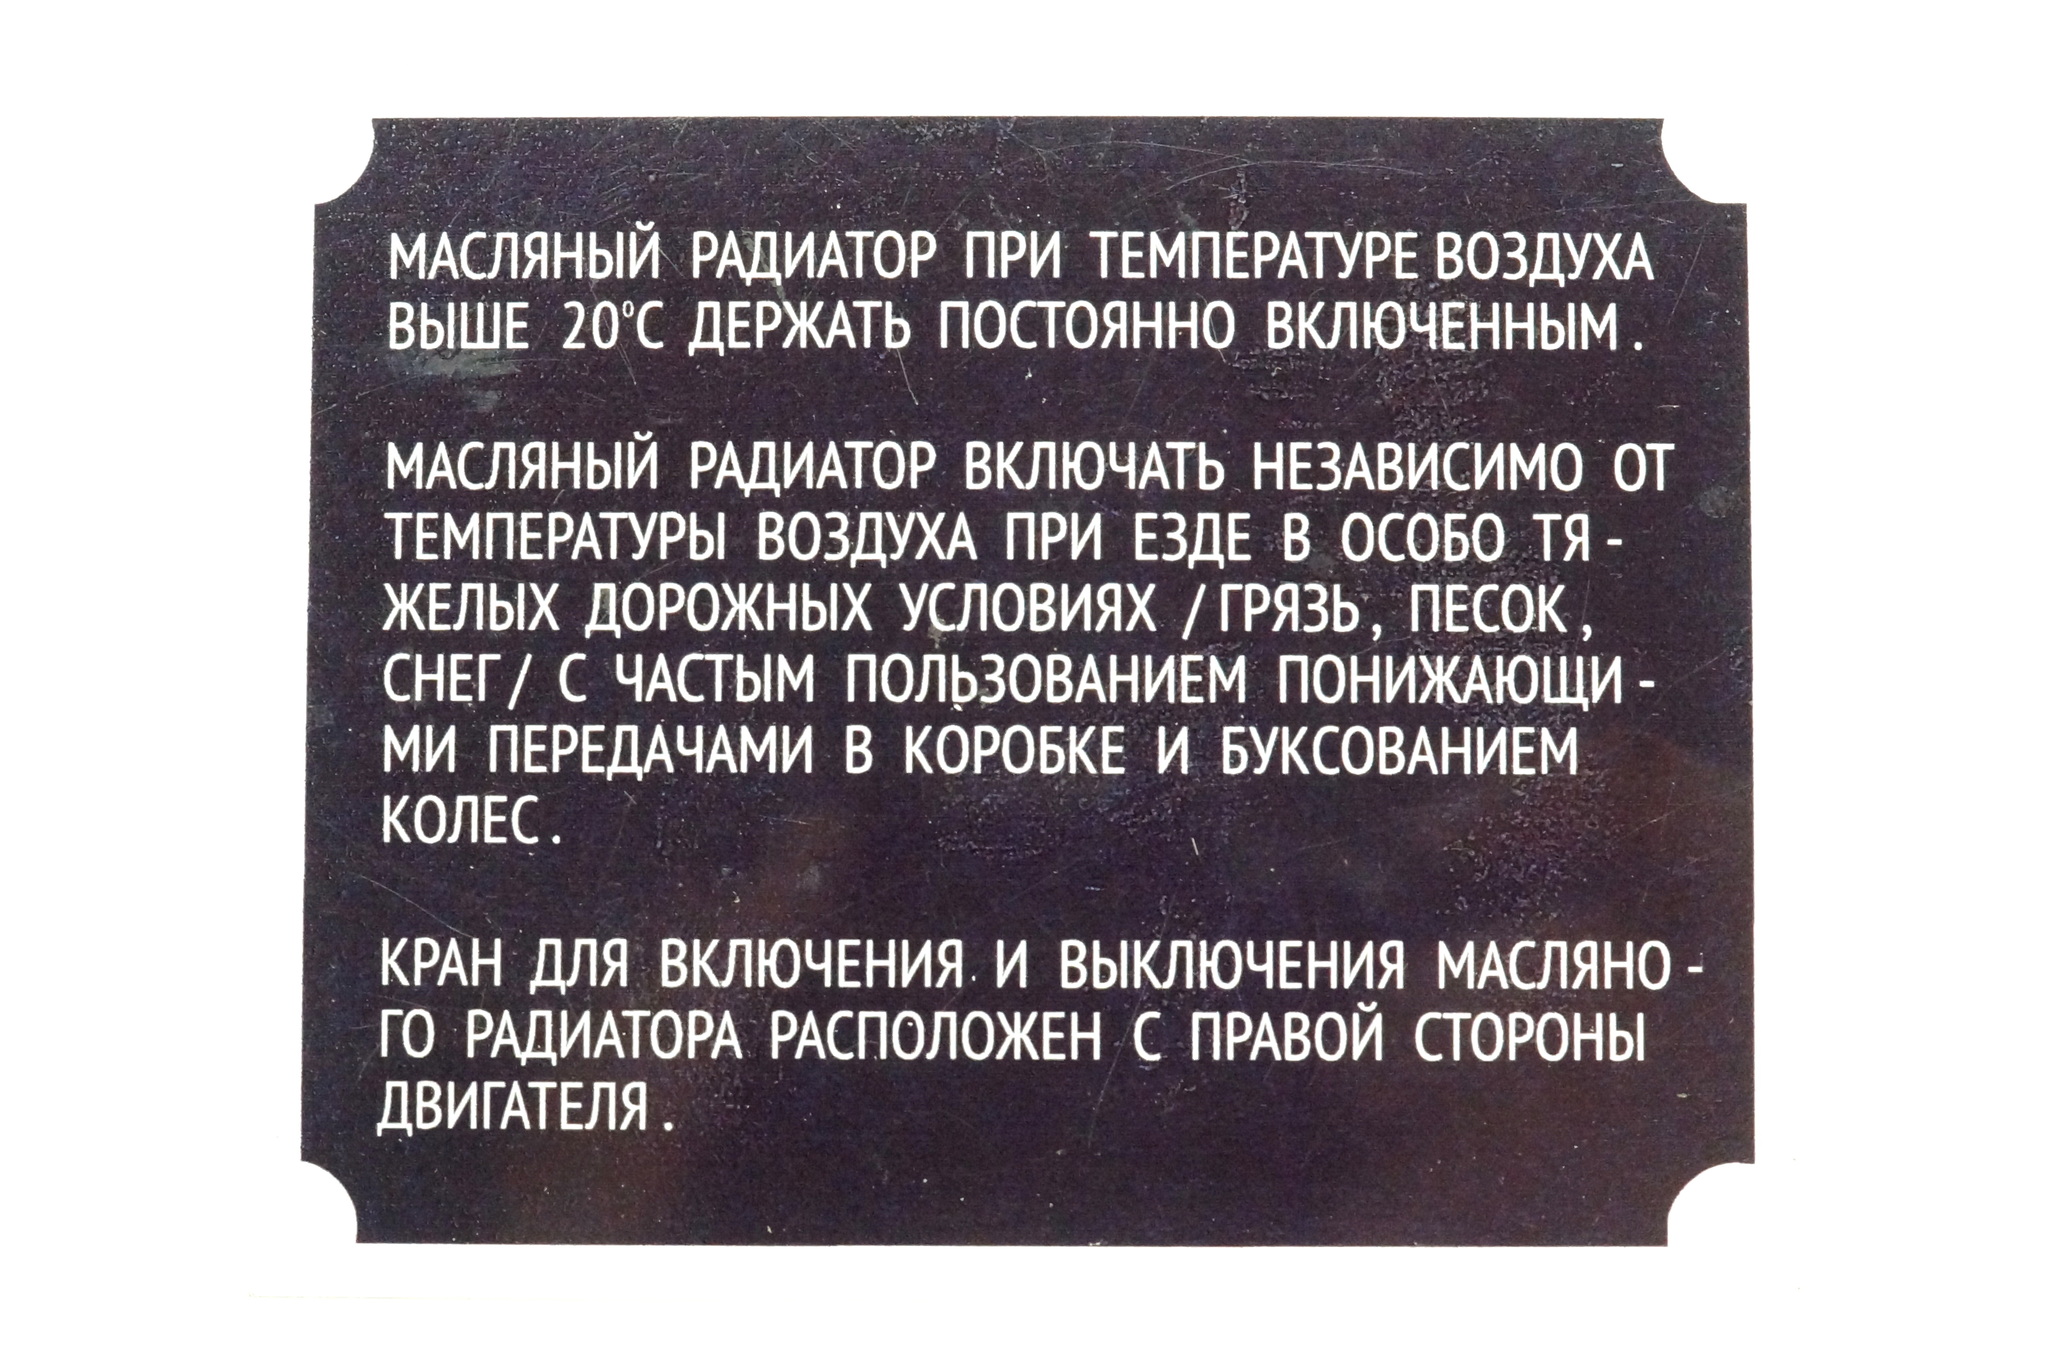 МАСЛЯНЫЙ РАДИАТОР ПРИ ТЕМПЕРАТУРЕ ВОЗДУХА
ВЫШЕ 20°С ДЕРЖАТЬ ПОСТОЯННО ВКЛЮЧЕННЫМ.
МАСЛЯНЫЙ РАДИАТОР ВКЛЮЧАТЬ НЕЗАВИСИМО ОТ
ТЕМПЕРАТУРЫ ВОЗДУХА ПРИ ЕЗДЕ В ОСОБО ТЯ-
ЖЕЛЫХ ДОРОЖНЫХ УСЛОВИЯХ /ГРЯЗЬ, ПЕСОК,
СНЕГ/ С ЧАСТЫМ ПОЛЬЗОВАНИЕМ ПОНИЖАЮЩИ-
МИ ПЕРЕДАЧАМИ В КОРОБКЕ И БУКСОВАНИЕМ
КОЛЕС.
КРАН ДЛЯ ВКЛЮЧЕНИЯ И ВЫКЛЮЧЕНИЯ МАСЛЯНО-
ГО РАДИАТОРА РАСПОЛОЖЕН С ПРАВОЙ СТОРОНЫ
ДВИГАТЕЛЯ.